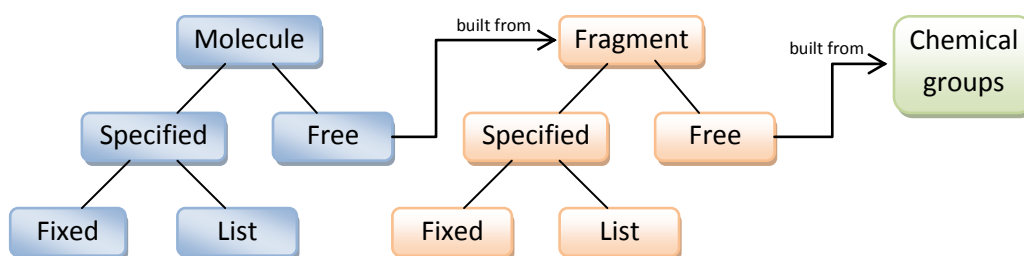 Molecule
built from
Fragment
built from
Chemical
groups
Specified
Free
Specified
Free
Fixed
List
Fixed
List